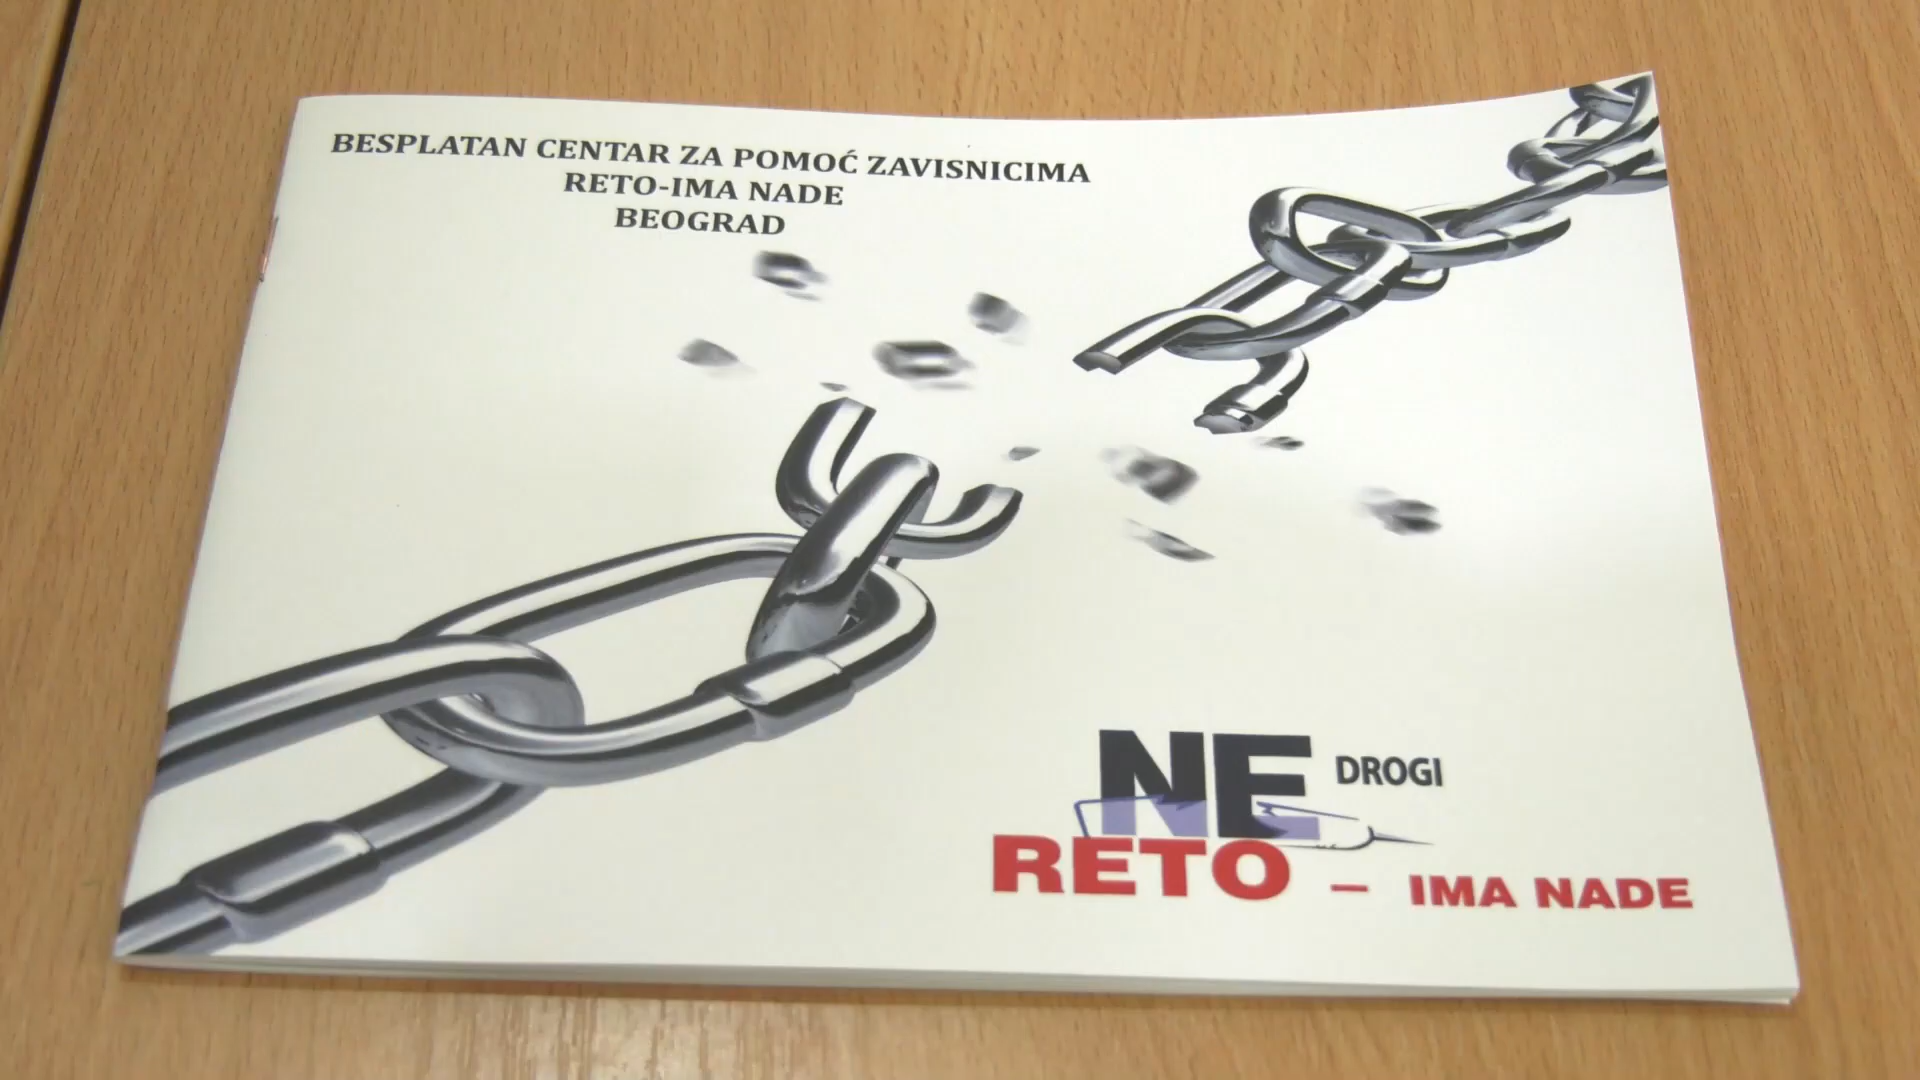 BESPLATAN CENTAR ZA POMOĆ ZAVISNICIMA
RETO-IMA NADE
BEOGRAD
NE DROGI
RETO – IMA NADE